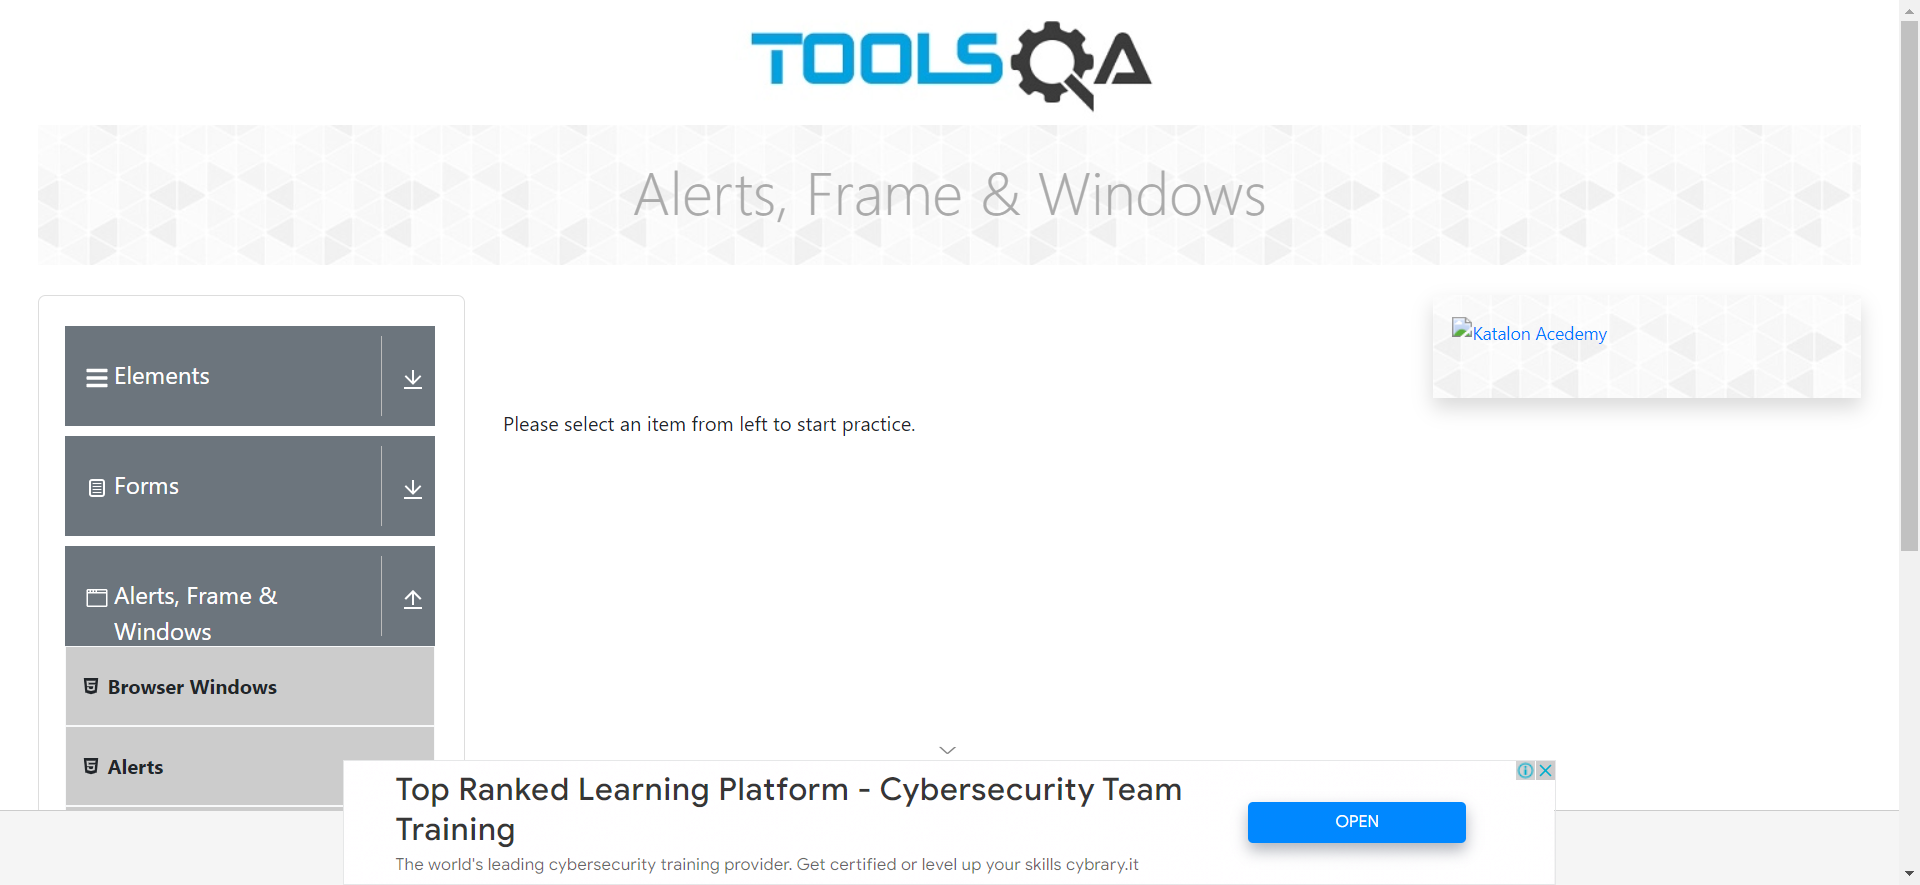 TOOLSQA
Alerts, Frame & Windows
Elements
Katalon Acedemy
Please select an item from left to start practice.
Forms
Alerts, Frame &
Windows
Browser Windows
Alerts
Top Ranked Learning Platform - Cybersecurity Team
Training
OPEN
The world's leading cybersecurity training provider. Get certified or level up your skills cybrary.it